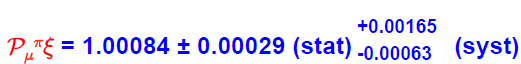 𝒫μπξ = 1.00084 ± 0.00029 (stat) +0.00165 -0.00063 (syst)